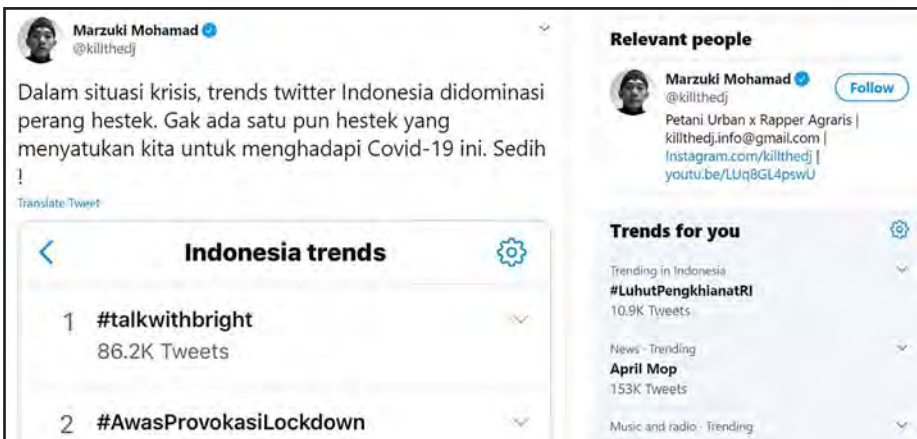 Marzuki Mohamad
@killthedj
Dalam situasi krisis, trends twitter Indonesia didominasi
perang hestek. Gak ada satu pun hestek yang
menyatukan kita untuk menghadapi Covid-19 ini. Sedih
!
Translate Tweet
Indonesia trends
1 #talkwithbright
86.2K Tweets
2 #AwasProvokasiLockdown
Relevant people
Marzuki Mohamad
@killthedj
Follow
Petani Urban x Rapper Agraris |
killthedj.info@gmail.com |
Instagram.com/killthedj |
youtu.be/LUq8GL4pswU
Trends for you
Trending in Indonesia
#LuhutPengkhianatRI
10.9K Tweets
News · Trending
April Mop
153K Tweets
Music and radio · Trending